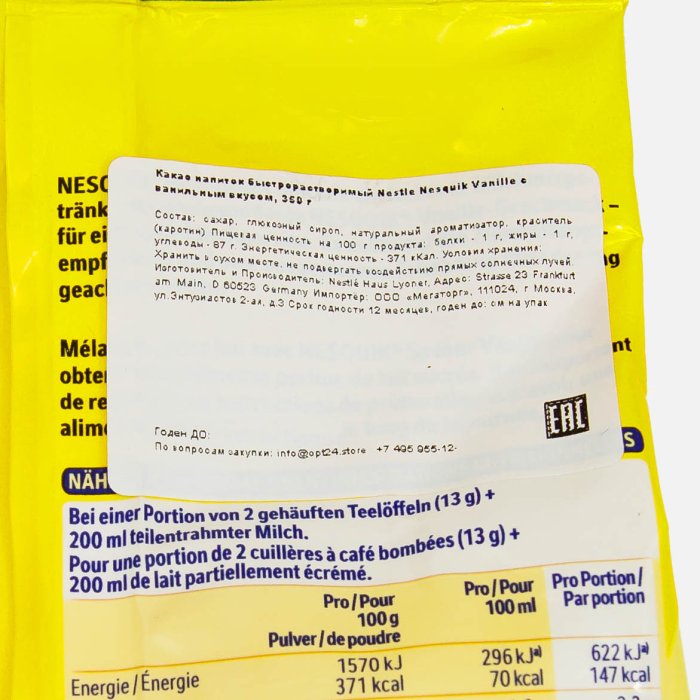 NESQ
tränk
für ei
empf
geac
–
-
ng
Какао напиток быстрорастворимый Nestle Nesquik Vanille с
ванильным вкусом, 350 г
Состав: сахар, глюкозный сироп, натуральный ароматизатор, краситель
(каротин) Пищевая ценность на 100 г продукта: белки - 1 г, жиры - 1 г,
углеводы - 87 г. Энергетическая ценность - 371 кКал. Условия хранения:
Хранить в сухом месте, не подвергать воздействию прямых солнечных лучей.
Изготовитель и Производитель: Nestlé Haus Lyoner, Адрес: Strasse 23 Frankfurt
am Main, D 60523 Germany Импортёр: ООО «Мегаторг», 111024, г Москва,
ул.Энтузиастов 2-ая, д.3 Срок годности 12 месяцев, годен до: см на упак
Годен ДО:
По вопросам закупки: info@opt24.store +7 495 955-12-
EAC
Méla
obte
de re
alime
nt
NÄH
S
Bei einer Portion von 2 gehäuften Teelöffeln (13 g) +
200 ml teilentrahmter Milch.
Pour une portion de 2 cuillères à café bombées (13 g) +
200 ml de lait partiellement écrémé.
Pro/Pour 100 g Pulver/de poudre
Pro/Pour 100 ml
Pro Portion/ Par portion
1570 kJ 296 kJa) 622 kJa)
Energie/Énergie 371 kcal 70 kcal 147 kcal